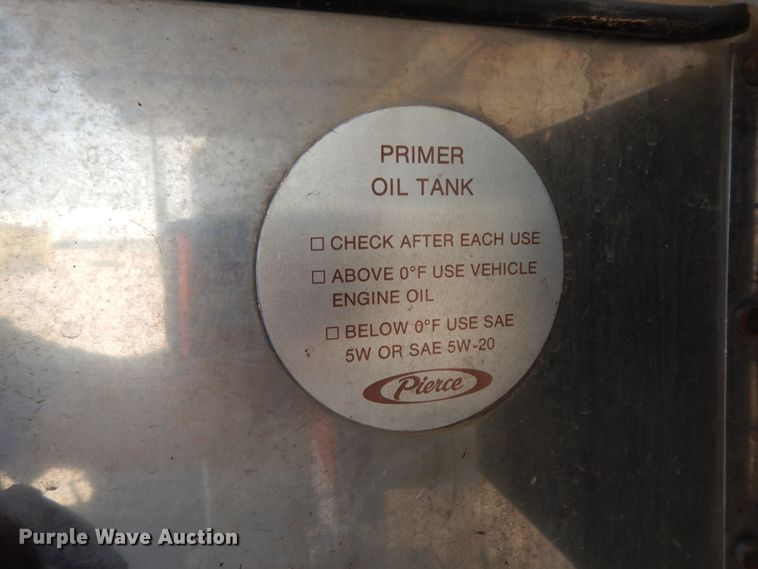 PRIMER
OIL TANK
☐ CHECK AFTER EACH USE
☐ ABOVE 0°F USE VEHICLE
ENGINE OIL
☐ BELOW 0°F USE SAE
5W OR SAE 5W-20
Pierce
Purple Wave Auction